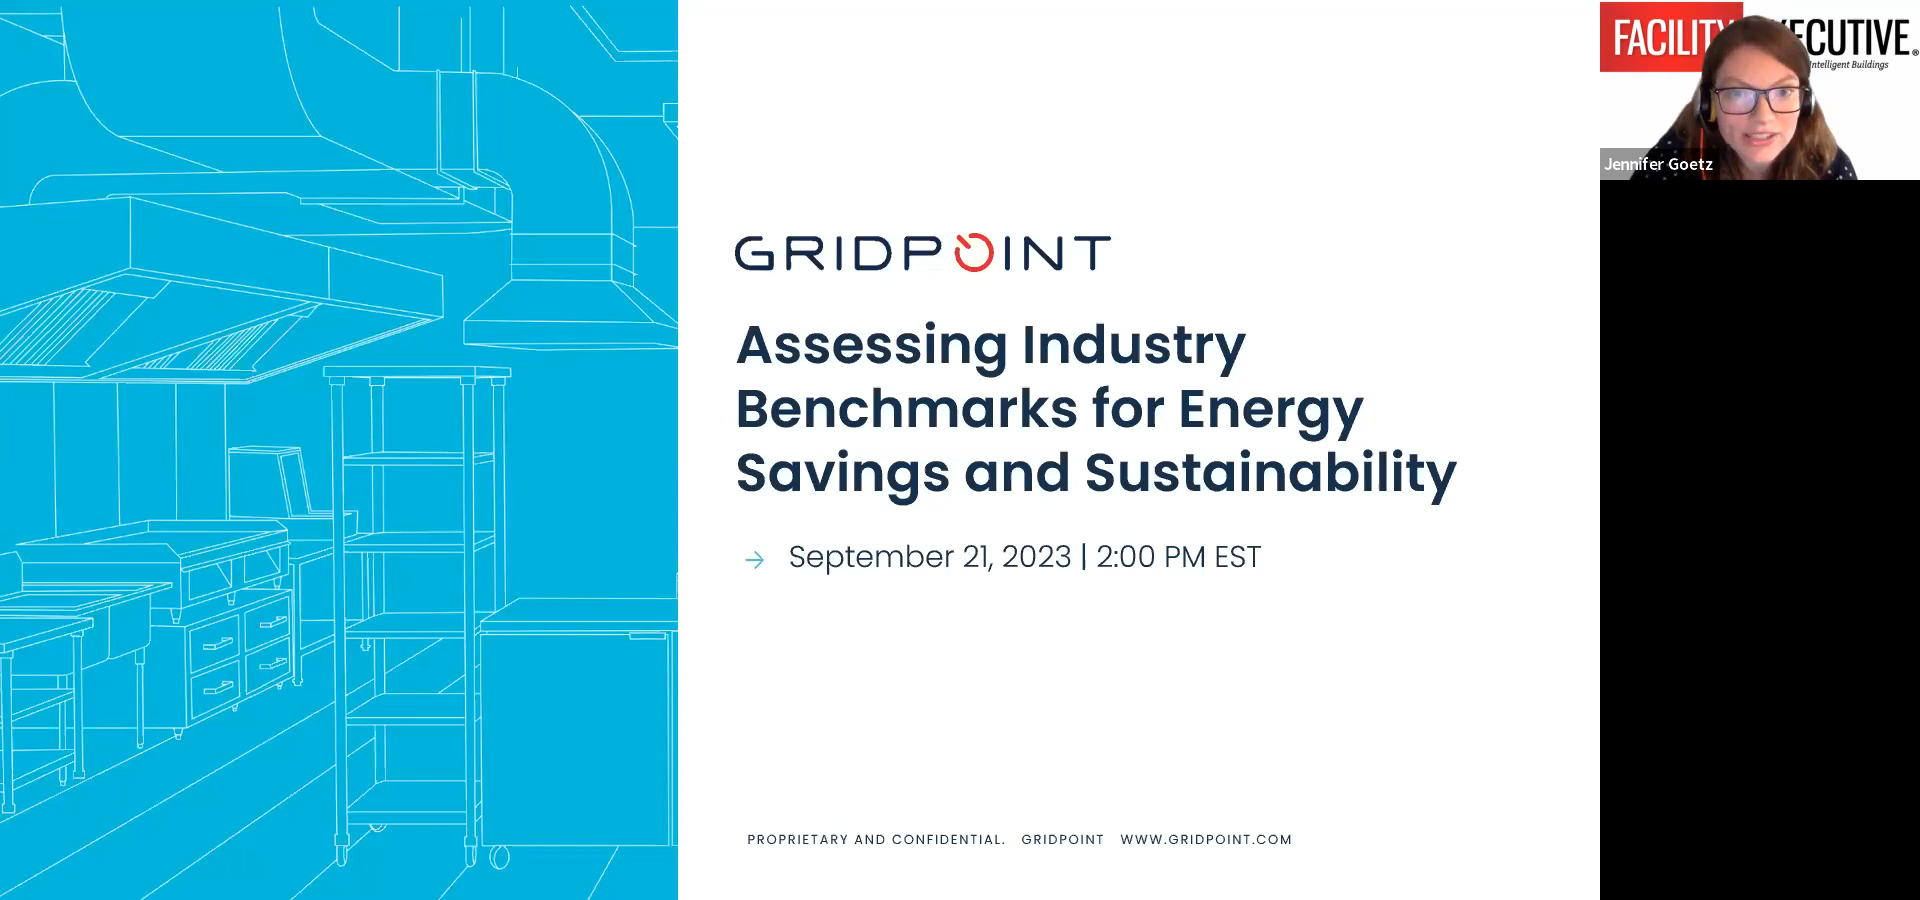 GRIDPOINT
Assessing Industry
Benchmarks for Energy
Savings and Sustainability
→ September 21, 2023 | 2:00 PM EST
PROPRIETARY AND CONFIDENTIAL. GRIDPOINT WWW.GRIDPOINT.COM
FACILITY ECUTIVE®
Intelligent Buildings
Jennifer Goetz